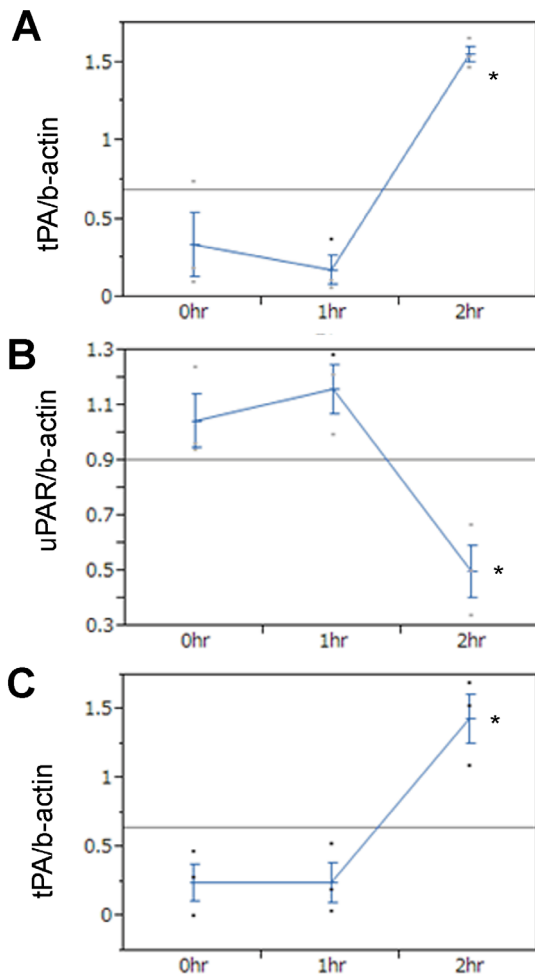 A
tPA/b-actin
1.5
1
0.5
0
0hr 1hr 2hr
*
B
uPAR/b-actin
1.3
1.1
0.9
0.7
0.5
0.3
0hr 1hr 2hr
*
C
tPA/b-actin
1.5
1
0.5
0
0hr 1hr 2hr
*